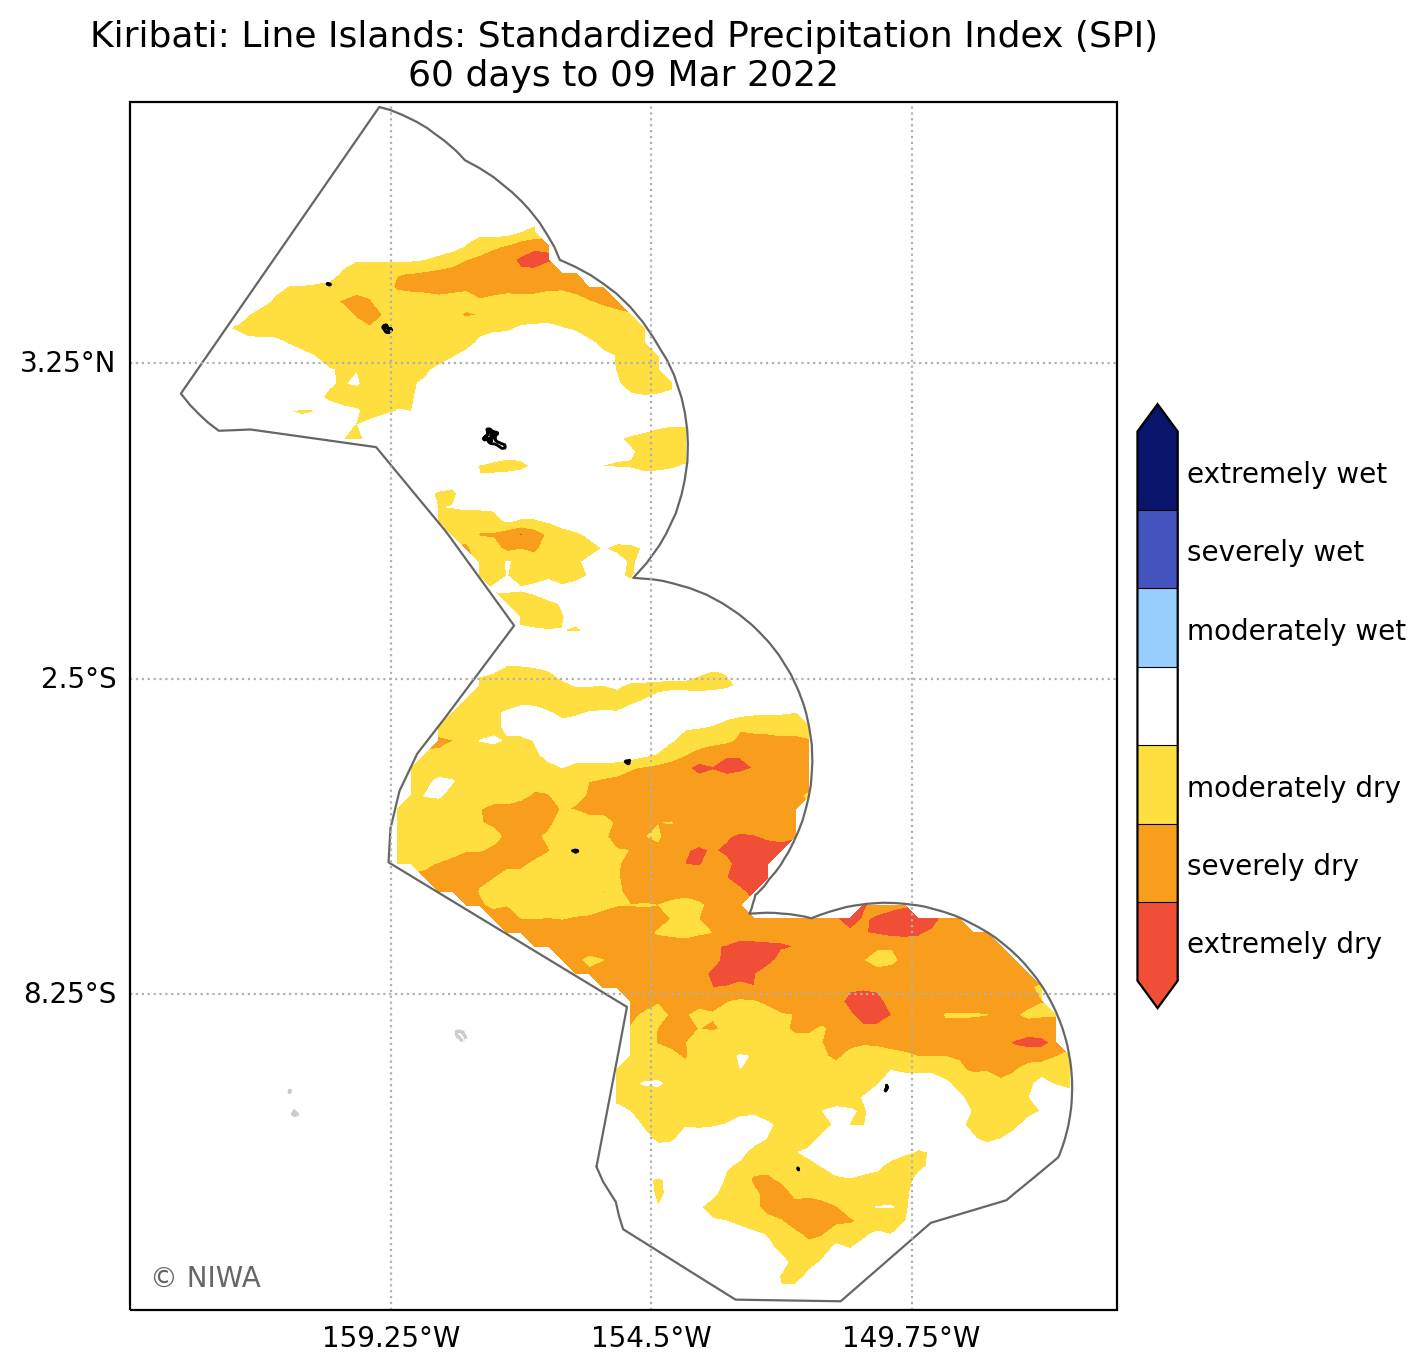 Kiribati: Line Islands: Standardized Precipitation Index (SPI)
60 days to 09 Mar 2022
3.25°N
2.5°S
8.25°S
159.25°W
154.5°W
149.75°W
© NIWA
extremely wet
severely wet
moderately wet
moderately dry
severely dry
extremely dry